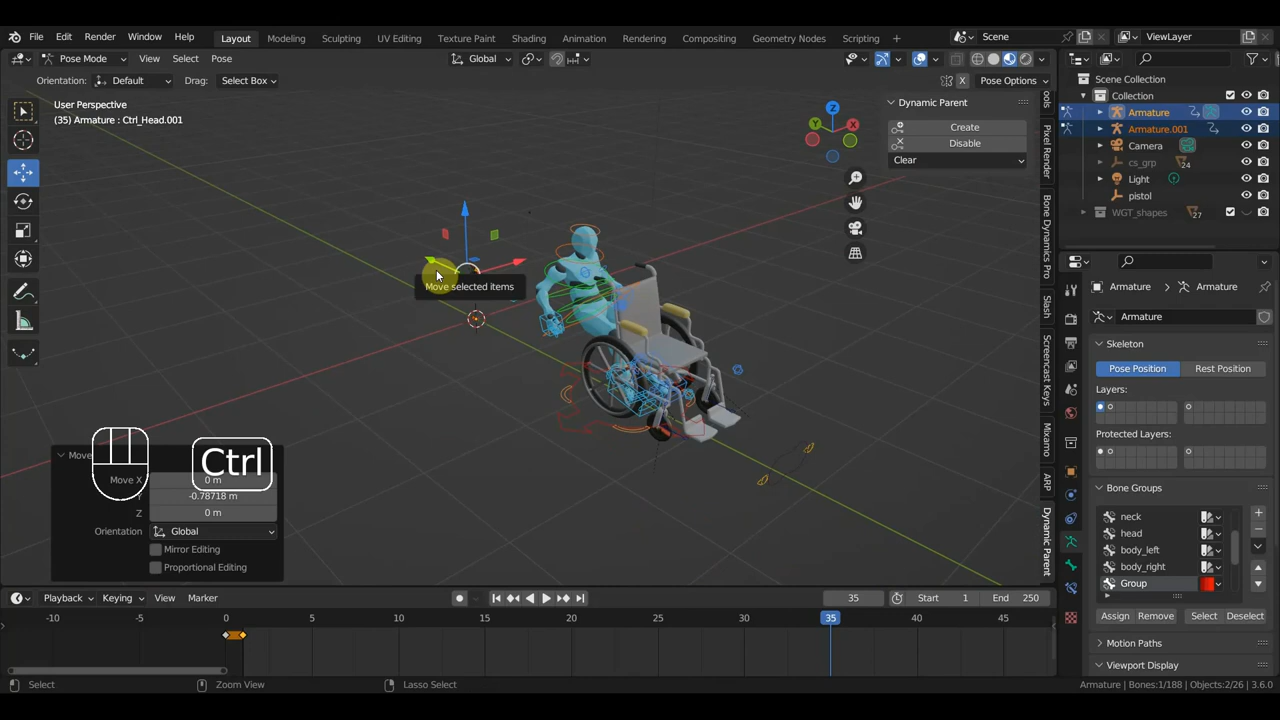 File Edit Render Window Help Layout Modeling Sculpting UV Editing Texture Paint Shading Animation Rendering Compositing Geometry Nodes Scripting Scene ViewLayer
Pose Mode View Select Pose Global
Orientation: Default Drag: Select Box X Pose Options
User Perspective
(35) Armature : Ctrl_Head.001
Z
Y
X
Dynamic Parent
Create
Disable
Clear
Pixel Render
Bone Dynamics Pro
Slash
Screencast Keys
Mixamo
ARP
Dynamic Parent
Move selected items
Ctrl
Move
Move X 0 m
-0.78718 m
Z 0 m
Orientation Global
Mirror Editing
Proportional Editing
Scene Collection
Collection
Armature
Armature.001
Camera
cs_grp 24
Light
pistol
WGT_shapes 27
Armature Armature
Armature
Skeleton
Pose Position Rest Position
Layers:
Protected Layers:
Bone Groups
neck
head
body_left
body_right
Group
Assign Remove Select Deselect
Motion Paths
Viewport Display
Playback Keying View Marker 35 Start 1 End 250
-10 -5 0 5 10 15 20 25 30 35 40 45
Select Zoom View Lasso Select Armature | Bones:1/188 | Objects:2/26 | 3.6.0